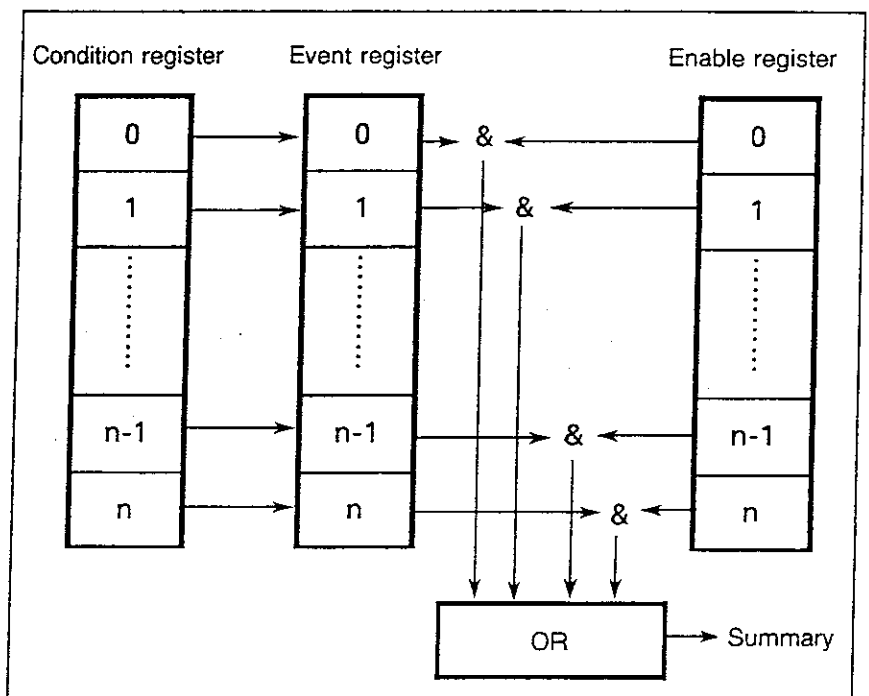 Condition register Event register Enable register
0 0 & 0
1 1 & 1
n-1 n-1 & n-1
n n & n
OR Summary